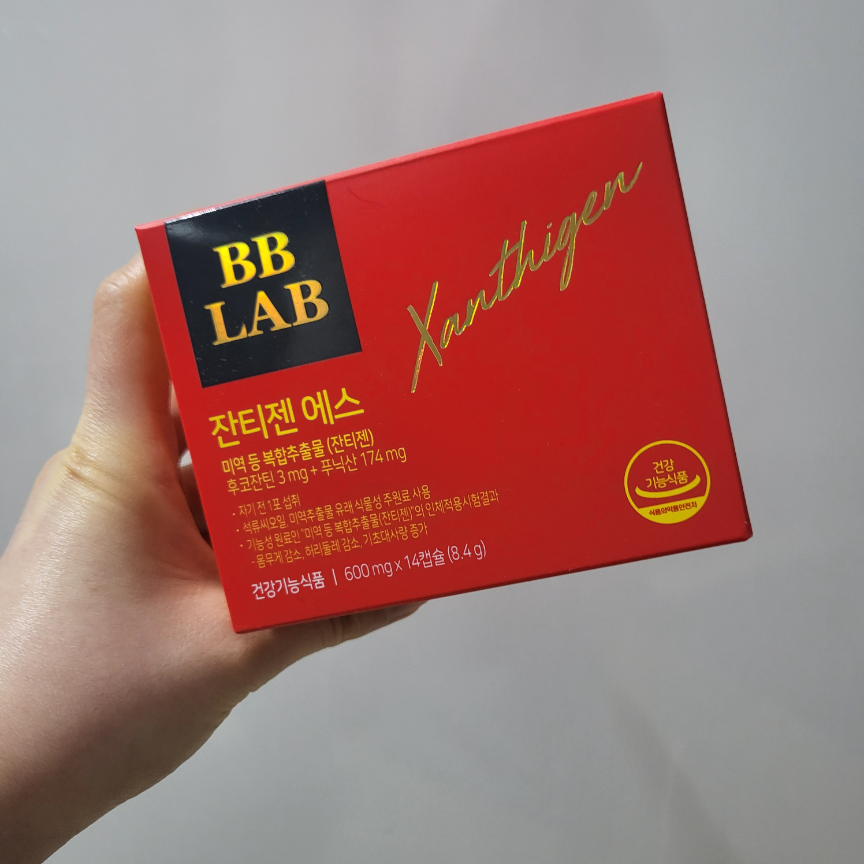 BB
LAB
Xanthigen
잔티젠 에스
미역 등 복합추출물 (잔티젠)
후코잔틴 3 mg + 푸닉산 174 mg
· 자기 전 1포 섭취
· 석류씨오일, 미역추출물 유래 식물성 주원료 사용
· 기능성 원료인 "미역 등 복합추출물(잔티젠)"의 인체적용시험결과
- 몸무게 감소, 허리둘레 감소, 기초대사량 증가
건강기능식품 | 600 mg x 14캡슐 (8.4 g)
건강
기능식품
식품의약품안전처